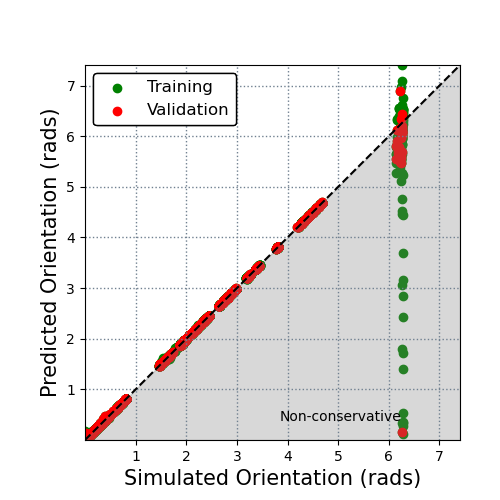 Training
Validation
7
6
5
4
3
2
1
Predicted Orientation (rads)
Non-conservative
1 2 3 4 5 6 7
Simulated Orientation (rads)